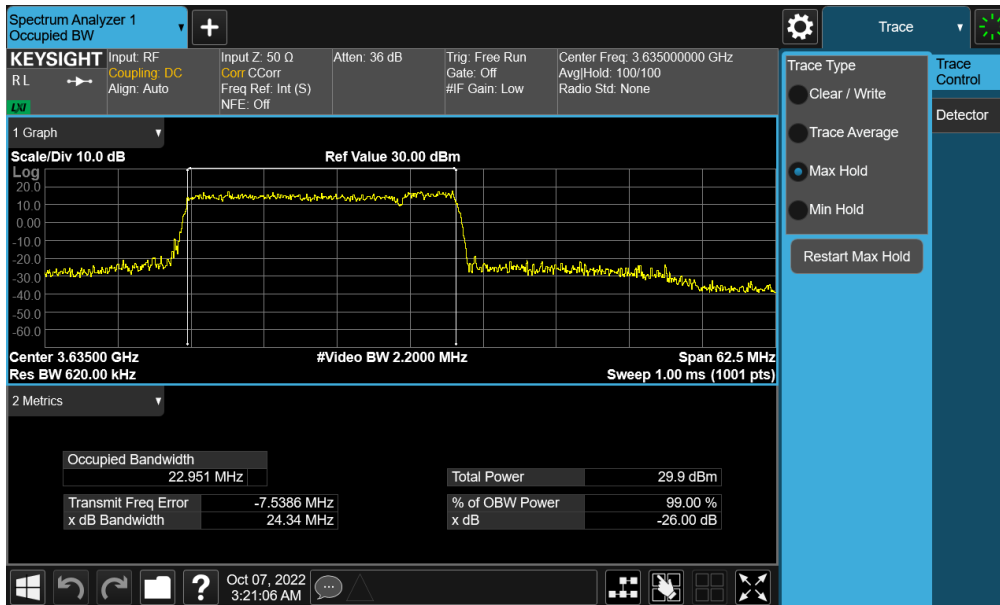 Spectrum Analyzer 1
Occupied BW
+
Trace
KEYSIGHT
R L
LXI
Input: RF
Coupling: DC
Align: Auto
Input Z: 50 Ω
Corr CCorr
Freq Ref: Int (S)
NFE: Off
Atten: 36 dB
Trig: Free Run
Gate: Off
#IF Gain: Low
Center Freq: 3.635000000 GHz
Avg|Hold: 100/100
Radio Std: None
1 Graph
Scale/Div 10.0 dB
Ref Value 30.00 dBm
Log
20.0
10.0
0.00
-10.0
-20.0
-30.0
-40.0
-50.0
-60.0
Center 3.63500 GHz
#Video BW 2.2000 MHz
Span 62.5 MHz
Res BW 620.00 kHz
Sweep 1.00 ms (1001 pts)
2 Metrics
Occupied Bandwidth
22.951 MHz
Total Power
29.9 dBm
Transmit Freq Error
-7.5386 MHz
% of OBW Power
99.00 %
x dB Bandwidth
24.34 MHz
x dB
-26.00 dB
Trace Type
Clear / Write
Trace Average
Max Hold
Min Hold
Restart Max Hold
Trace
Control
Detector
?
Oct 07, 2022
3:21:06 AM